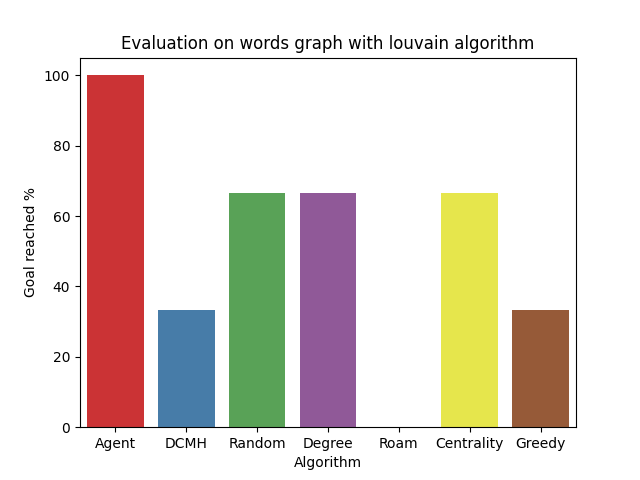 Evaluation on words graph with louvain algorithm
100
80
60
40
20
0
Goal reached %
Agent DCMH Random Degree Roam Centrality Greedy
Algorithm